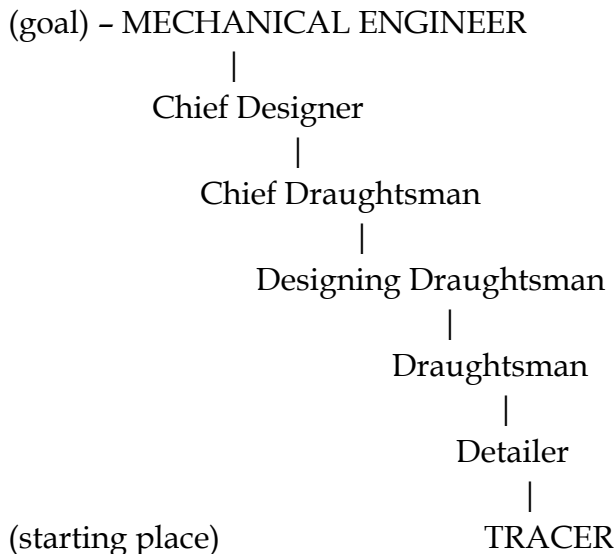 (goal) – MECHANICAL ENGINEER
|
Chief Designer
|
Chief Draughtsman
|
Designing Draughtsman
|
Draughtsman
|
Detailer
|
(starting place) TRACER